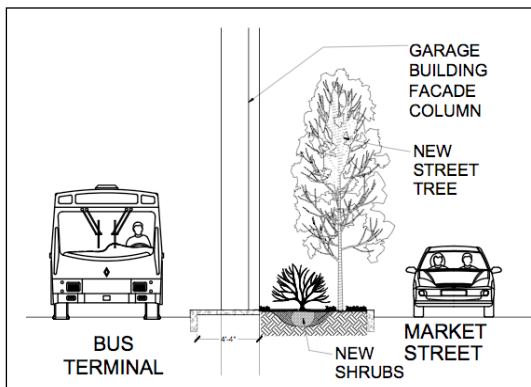 GARAGE
BUILDING
FACADE
COLUMN
NEW
STREET
TREE
BUS
TERMINAL
4'-4"
NEW
SHRUBS
MARKET
STREET